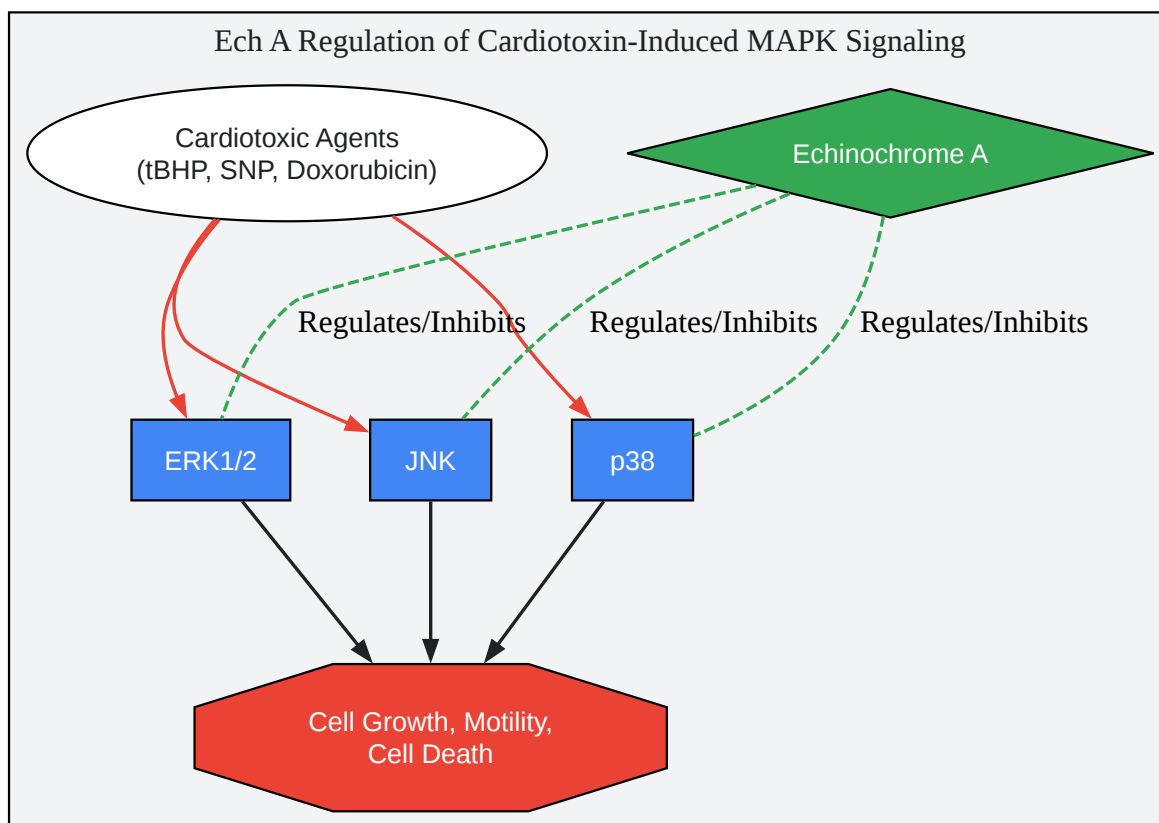 Ech A Regulation of Cardiotoxin-Induced MAPK Signaling
Cardiotoxic Agents
(tBHP, SNP, Doxorubicin)
Echinochrome A
Regulates/Inhibits
Regulates/Inhibits
Regulates/Inhibits
ERK1/2
JNK
p38
Cell Growth, Motility,
Cell Death